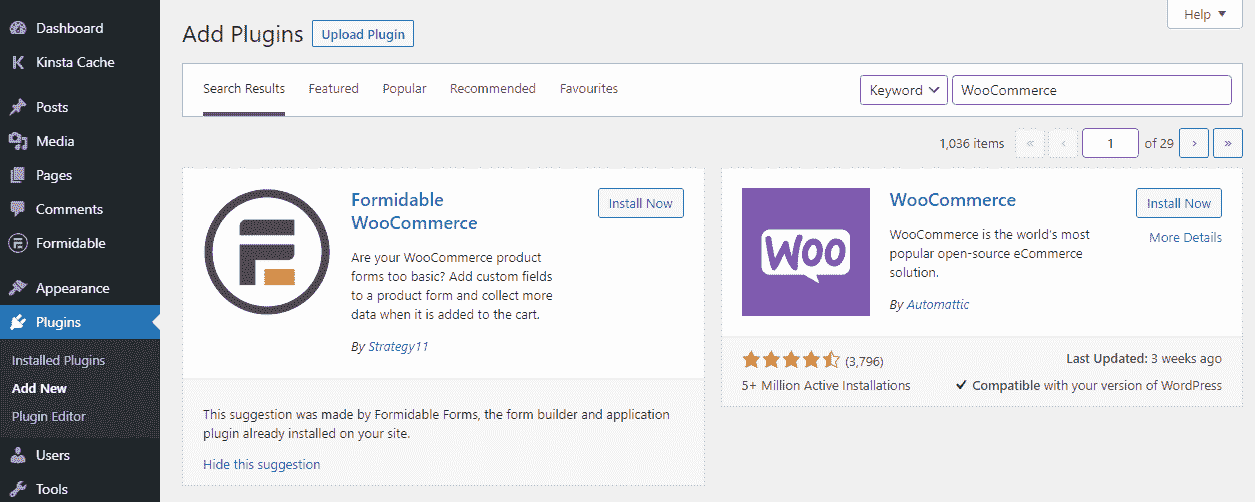 Dashboard
Kinsta Cache
Posts
Media
Pages
Comments
Formidable
Appearance
Plugins
Installed Plugins
Add New
Plugin Editor
Users
Tools
Help
Add Plugins Upload Plugin
Search Results Featured Popular Recommended Favourites Keyword WooCommerce
1,036 items « ‹ 1 of 29 › »
Formidable
WooCommerce
Install Now
Are your WooCommerce product
forms too basic? Add custom fields
to a product form and collect more
data when it is added to the cart.
By Strategy11
This suggestion was made by Formidable Forms, the form builder and application
plugin already installed on your site.
Hide this suggestion
WOO
WooCommerce
Install Now
More Details
WooCommerce is the world's most
popular open-source eCommerce
solution.
By Automattic
(3,796)
Last Updated: 3 weeks ago
5+ Million Active Installations
Compatible with your version of WordPress